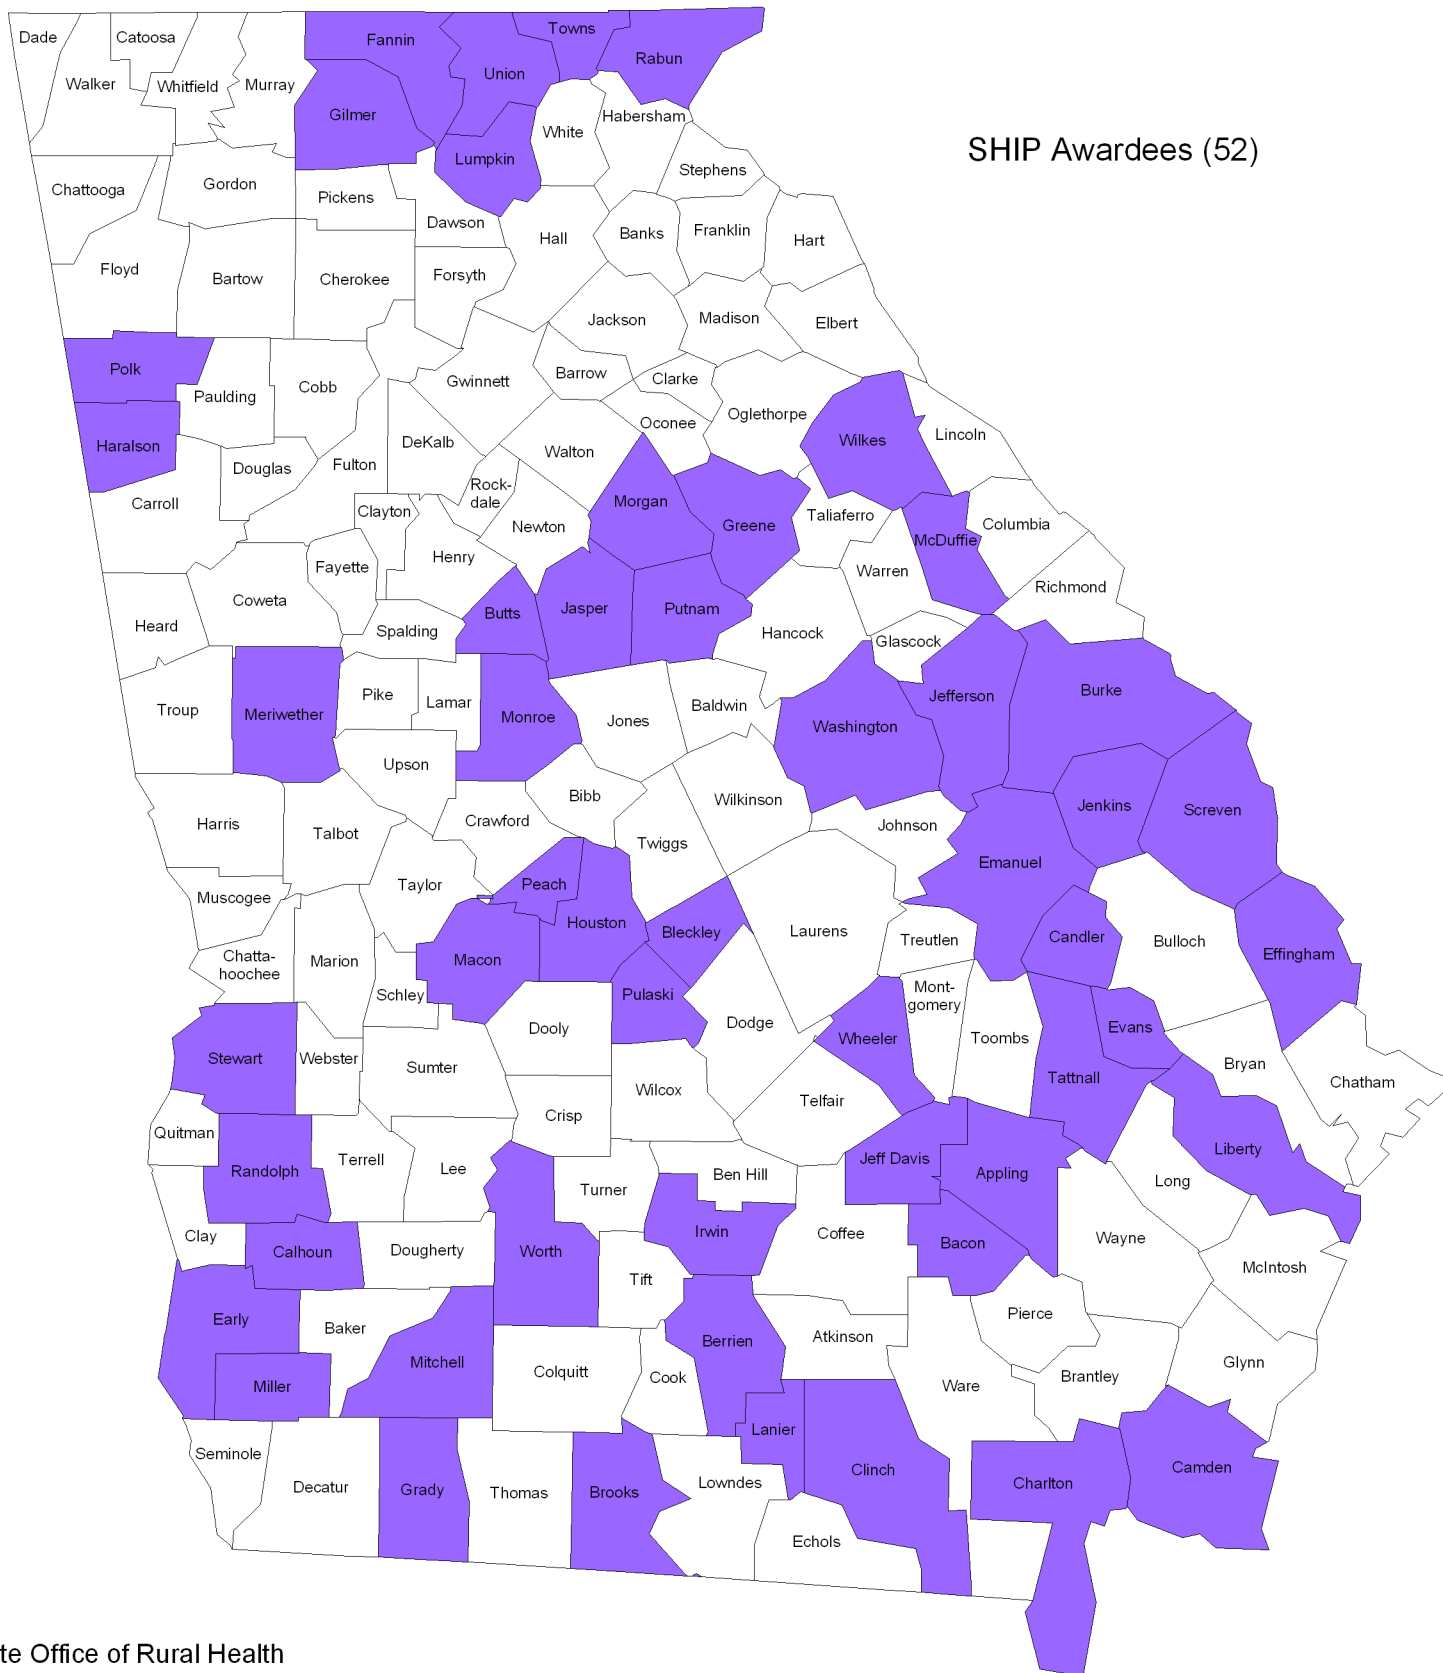 Dade
Catoosa
Fannin
Towns
Rabun
Walker
Whitfield
Murray
Union
Gilmer
White
Habersham
SHIP Awardees (52)
Lumpkin
Stephens
Chattooga
Gordon
Pickens
Dawson
Hall
Banks
Franklin
Hart
Floyd
Bartow
Cherokee
Forsyth
Jackson
Madison
Elbert
Polk
Paulding
Cobb
Gwinnett
Barrow
Clarke
Oglethorpe
Haralson
Douglas
Fulton
DeKalb
Walton
Oconee
Wilkes
Lincoln
Carroll
Clayton
Rock-
dale
Newton
Morgan
Greene
Taliaferro
McDuffie
Columbia
Fayette
Henry
Warren
Richmond
Heard
Coweta
Spalding
Butts
Jasper
Putnam
Hancock
Glascock
Troup
Meriwether
Pike
Lamar
Monroe
Jones
Baldwin
Washington
Jefferson
Burke
Upson
Bibb
Wilkinson
Jenkins
Screven
Harris
Talbot
Crawford
Twiggs
Johnson
Emanuel
Muscogee
Taylor
Peach
Houston
Bleckley
Laurens
Treutlen
Candler
Bulloch
Effingham
Chatta-
hoochee
Marion
Schley
Macon
Pulaski
Dodge
Mont-
gomery
Stewart
Webster
Sumter
Dooly
Wheeler
Toombs
Evans
Tattnall
Bryan
Chatham
Quitman
Crisp
Wilcox
Telfair
Randolph
Terrell
Lee
Turner
Ben Hill
Jeff Davis
Appling
Long
Liberty
Clay
Calhoun
Dougherty
Worth
Irwin
Coffee
Bacon
Wayne
McIntosh
Tift
Early
Baker
Mitchell
Berrien
Atkinson
Pierce
Miller
Colquitt
Cook
Ware
Brantley
Glynn
Seminole
Decatur
Grady
Thomas
Brooks
Lanier
Lowndes
Clinch
Charlton
Camden
Echols
te Office of Rural Health